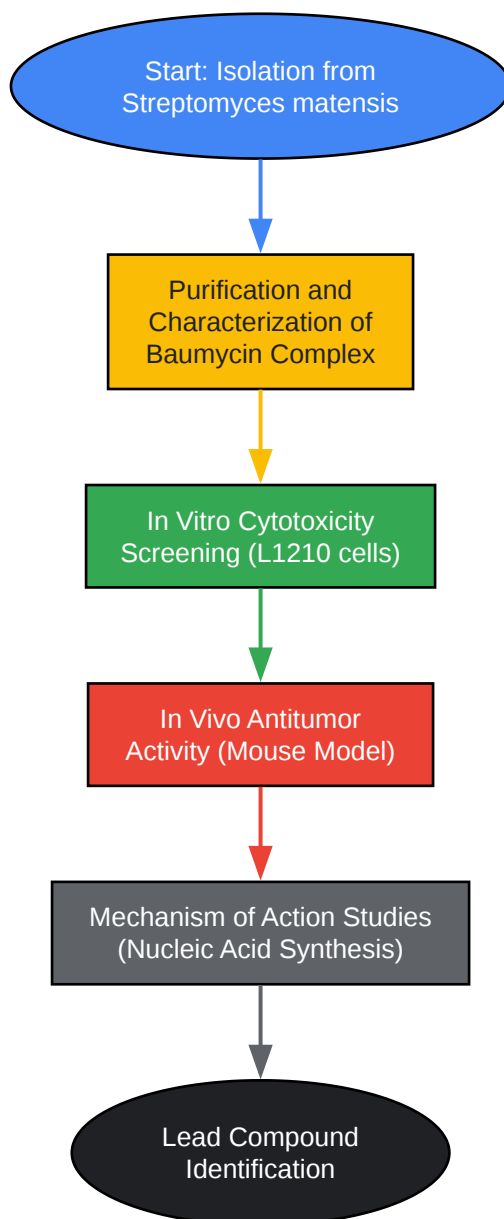 Start: Isolation from
Streptomyces matensis
Purification and
Characterization of
Baumycin Complex
In Vitro Cytotoxicity
Screening (L1210 cells)
In Vivo Antitumor
Activity (Mouse Model)
Mechanism of Action Studies
(Nucleic Acid Synthesis)
Lead Compound
Identification